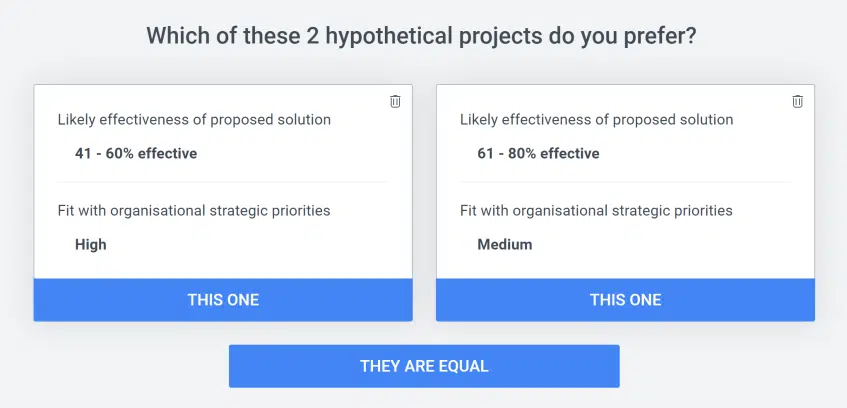 Which of these 2 hypothetical projects do you prefer?
Likely effectiveness of proposed solution
41 - 60% effective
Fit with organisational strategic priorities
High
THIS ONE
Likely effectiveness of proposed solution
61 - 80% effective
Fit with organisational strategic priorities
Medium
THIS ONE
THEY ARE EQUAL